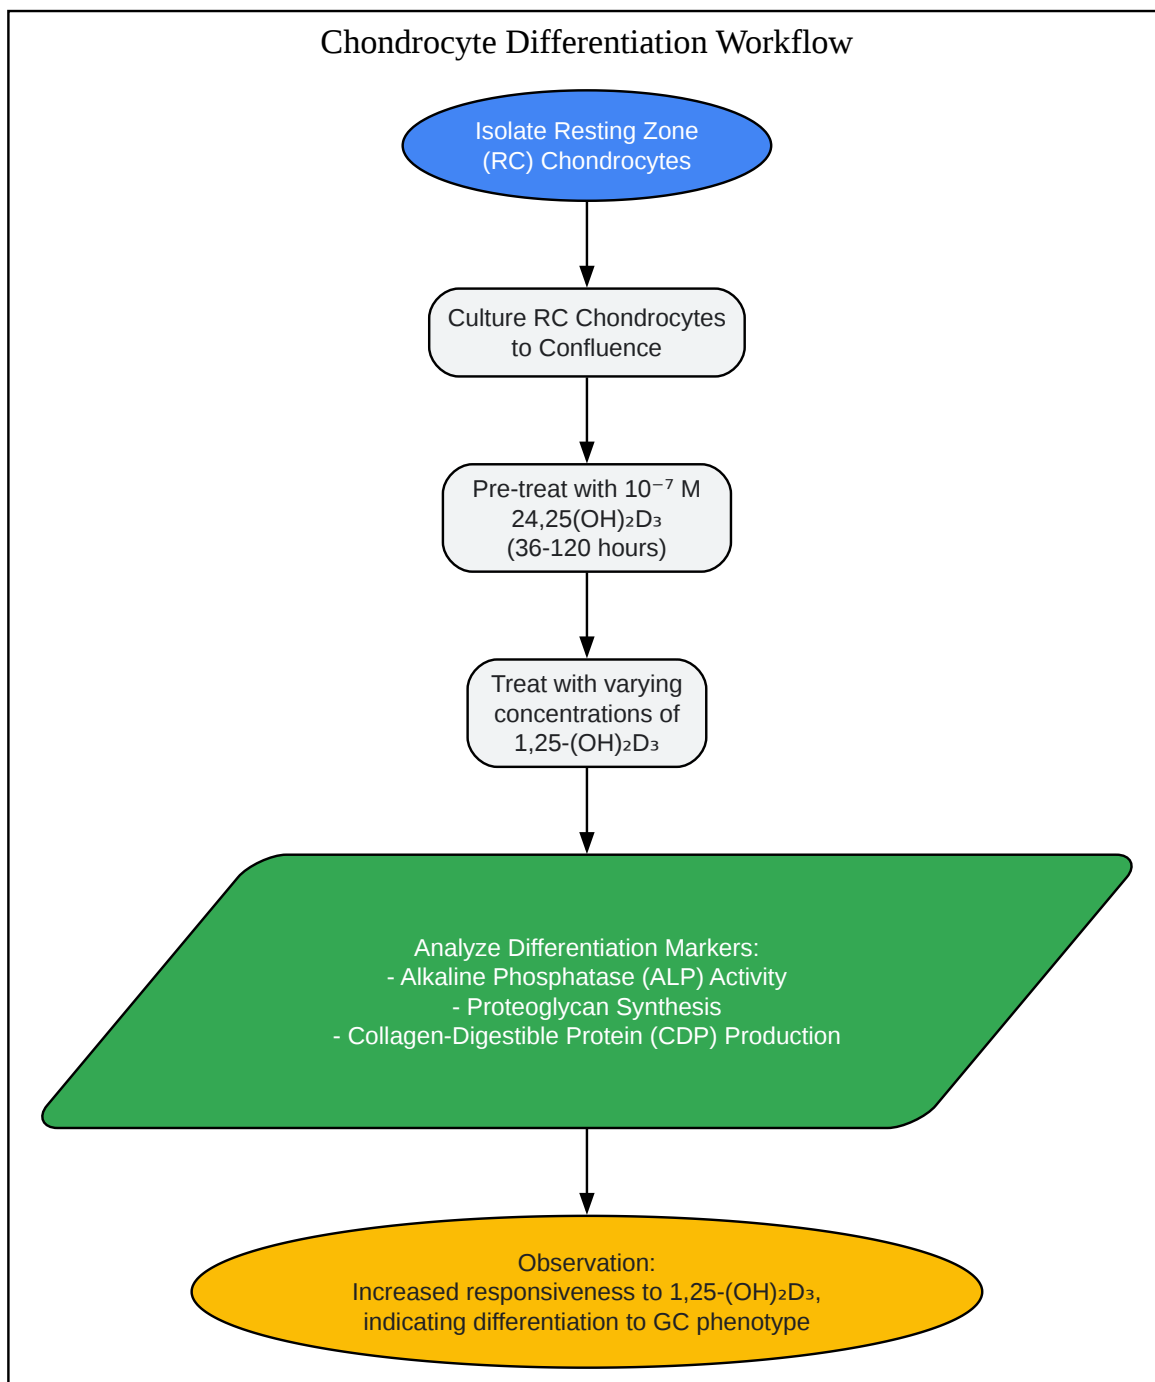 Chondrocyte Differentiation Workflow
Isolate Resting Zone
(RC) Chondrocytes
Culture RC Chondrocytes
to Confluence
Pre-treat with 10⁻⁷ M
24,25(OH)₂D₃
(36-120 hours)
Treat with varying
concentrations of
1,25-(OH)₂D₃
Analyze Differentiation Markers:
- Alkaline Phosphatase (ALP) Activity
- Proteoglycan Synthesis
- Collagen-Digestible Protein (CDP) Production
Observation:
Increased responsiveness to 1,25-(OH)₂D₃,
indicating differentiation to GC phenotype